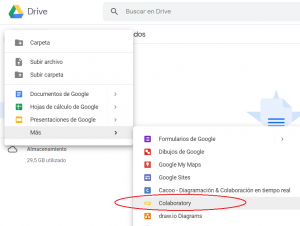 Drive
Buscar en Drive
Carpeta
dos
Subir archivo
Subir carpeta
Documentos de Google
Hojas de cálculo de Google
Presentaciones de Google
Más
Formularios de Google
Dibujos de Google
Almacenamiento
Google My Maps
29,5 GB utilizado
Google Sites
Cacoo - Diagramación & Colaboración en tiempo real
Colaboratory
draw.io Diagrams